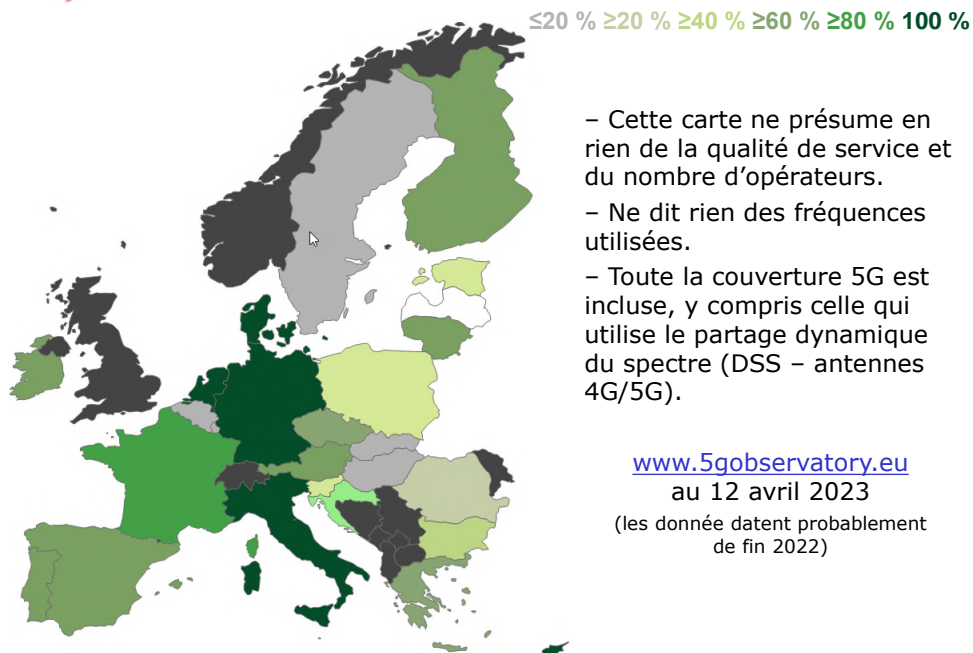 ≤20 % ≥20 % ≥40 % ≥60 % ≥80 % 100 %
– Cette carte ne présume en
rien de la qualité de service et
du nombre d’opérateurs.
– Ne dit rien des fréquences
utilisées.
– Toute la couverture 5G est
incluse, y compris celle qui
utilise le partage dynamique
du spectre (DSS – antennes
4G/5G).
www.5gobservatory.eu
au 12 avril 2023
(les donnée datent probablement
de fin 2022)